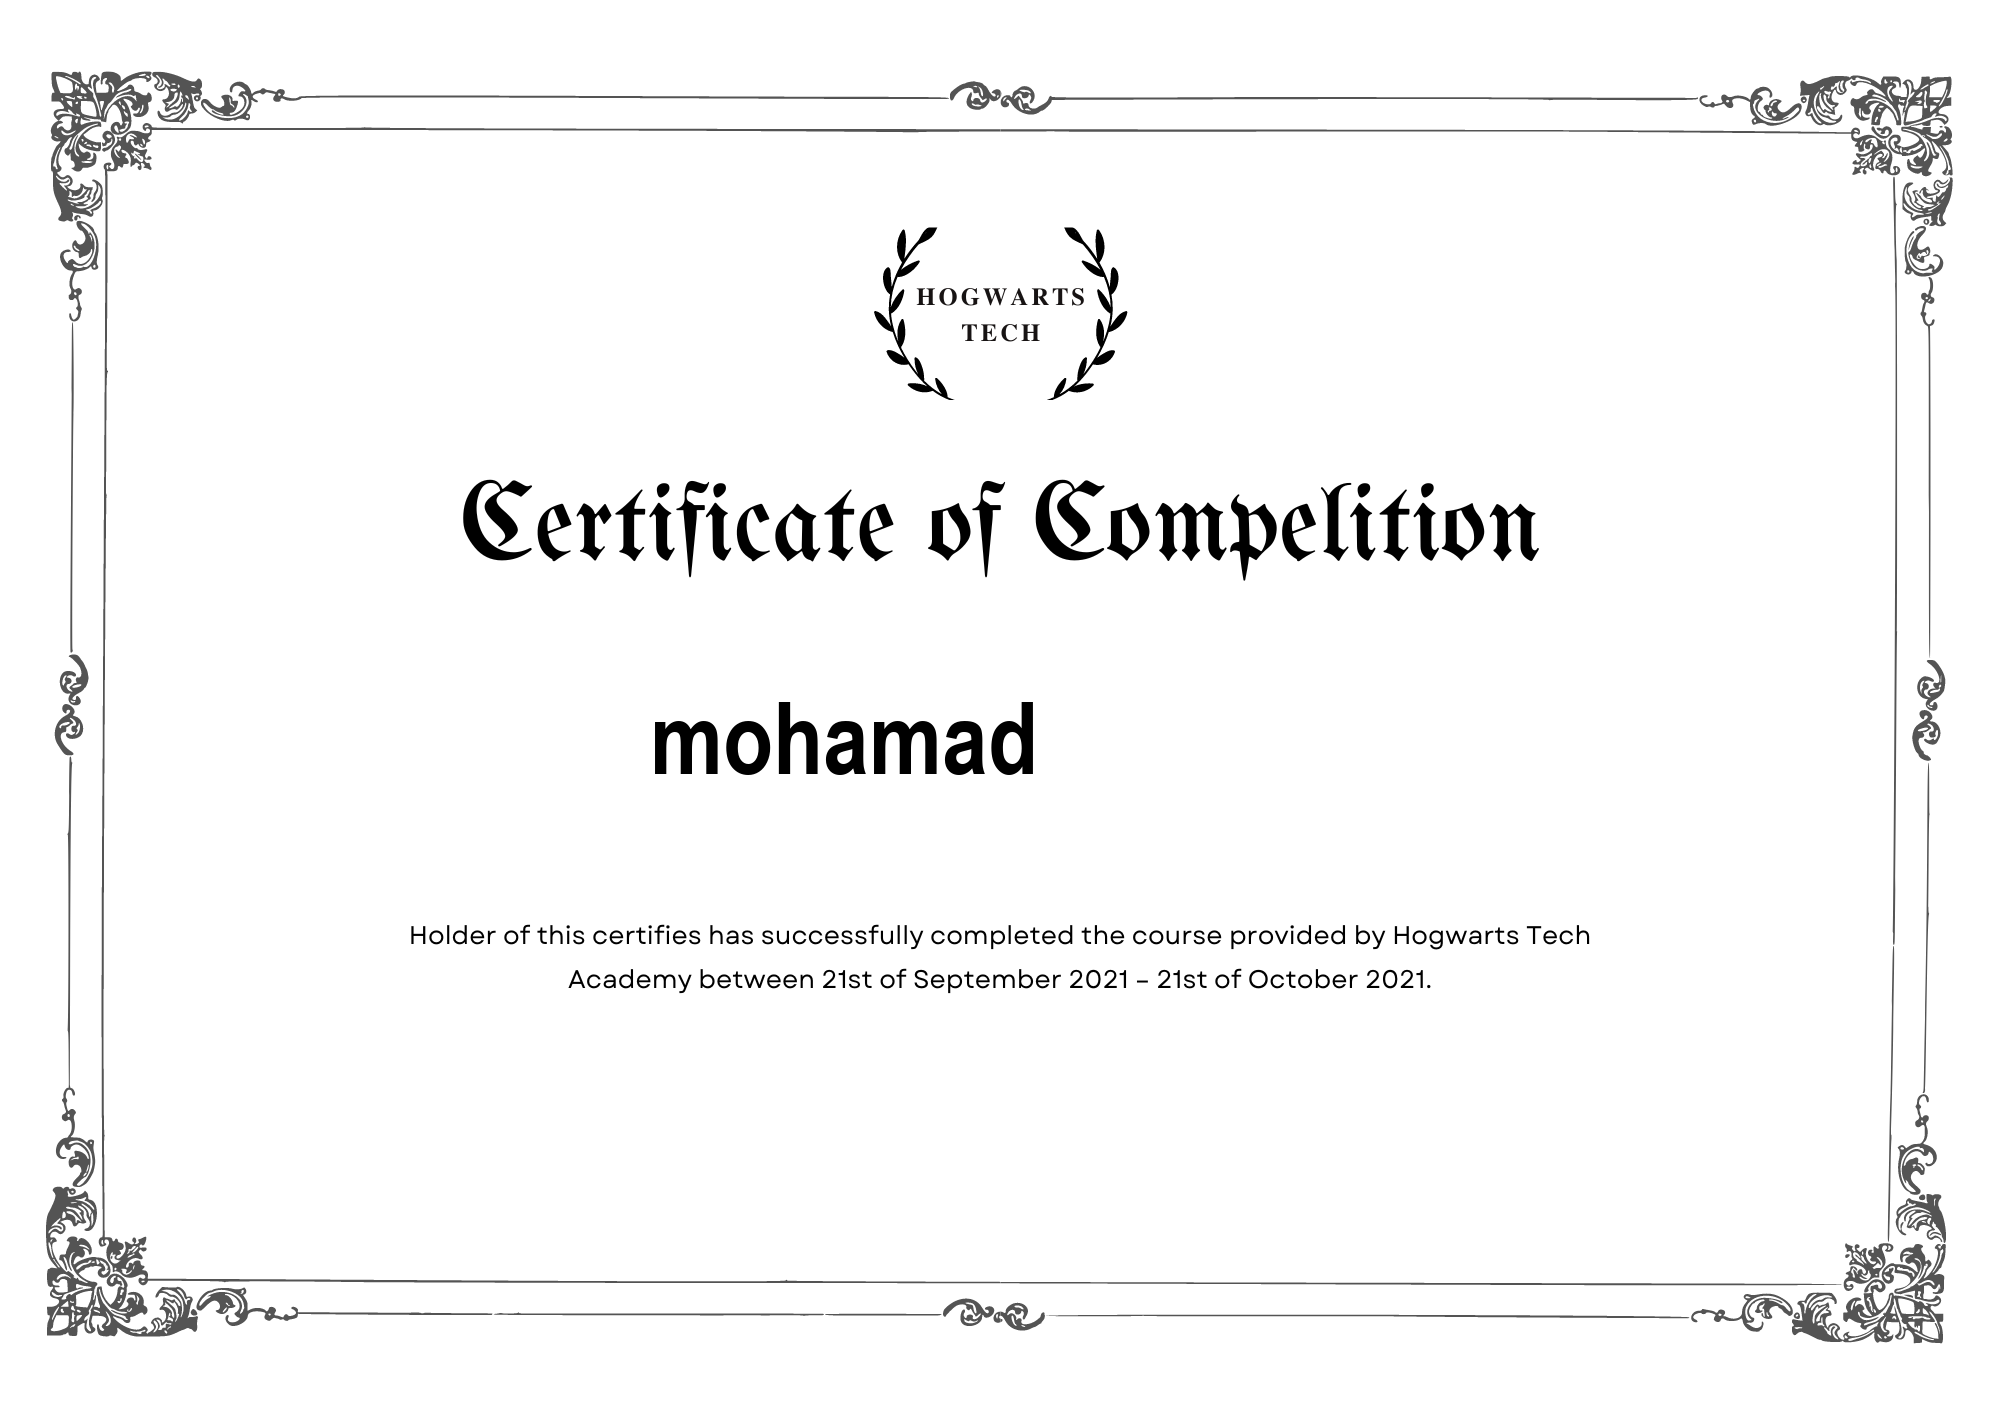 HOGWARTS
TECH
Certificate of Compelition
mohamad
Holder of this certifies has successfully completed the course provided by Hogwarts Tech
Academy between 21st of September 2021 – 21st of October 2021.